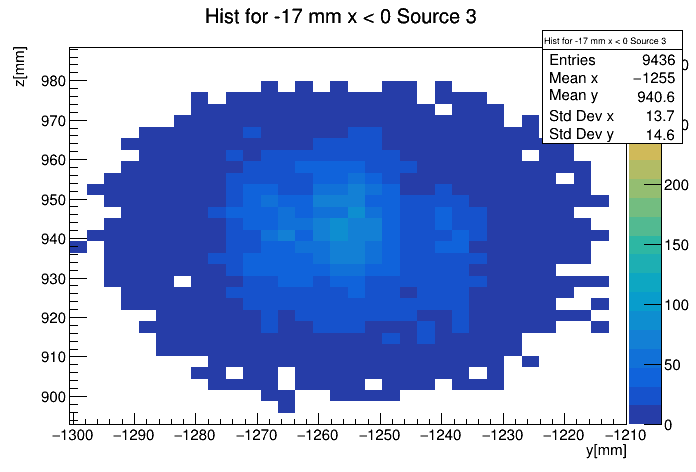 Hist for -17 mm x < 0 Source 3
Hist for -17 mm x < 0 Source 3
Entries 9436
Mean x −1255
Mean y 940.6
Std Dev x 13.7
Std Dev y 14.6
z[mm]
980
970
960
950
940
930
920
910
900
200
150
100
50
0
−1300 −1290 −1280 −1270 −1260 −1250 −1240 −1230 −1220 −1210
y[mm]